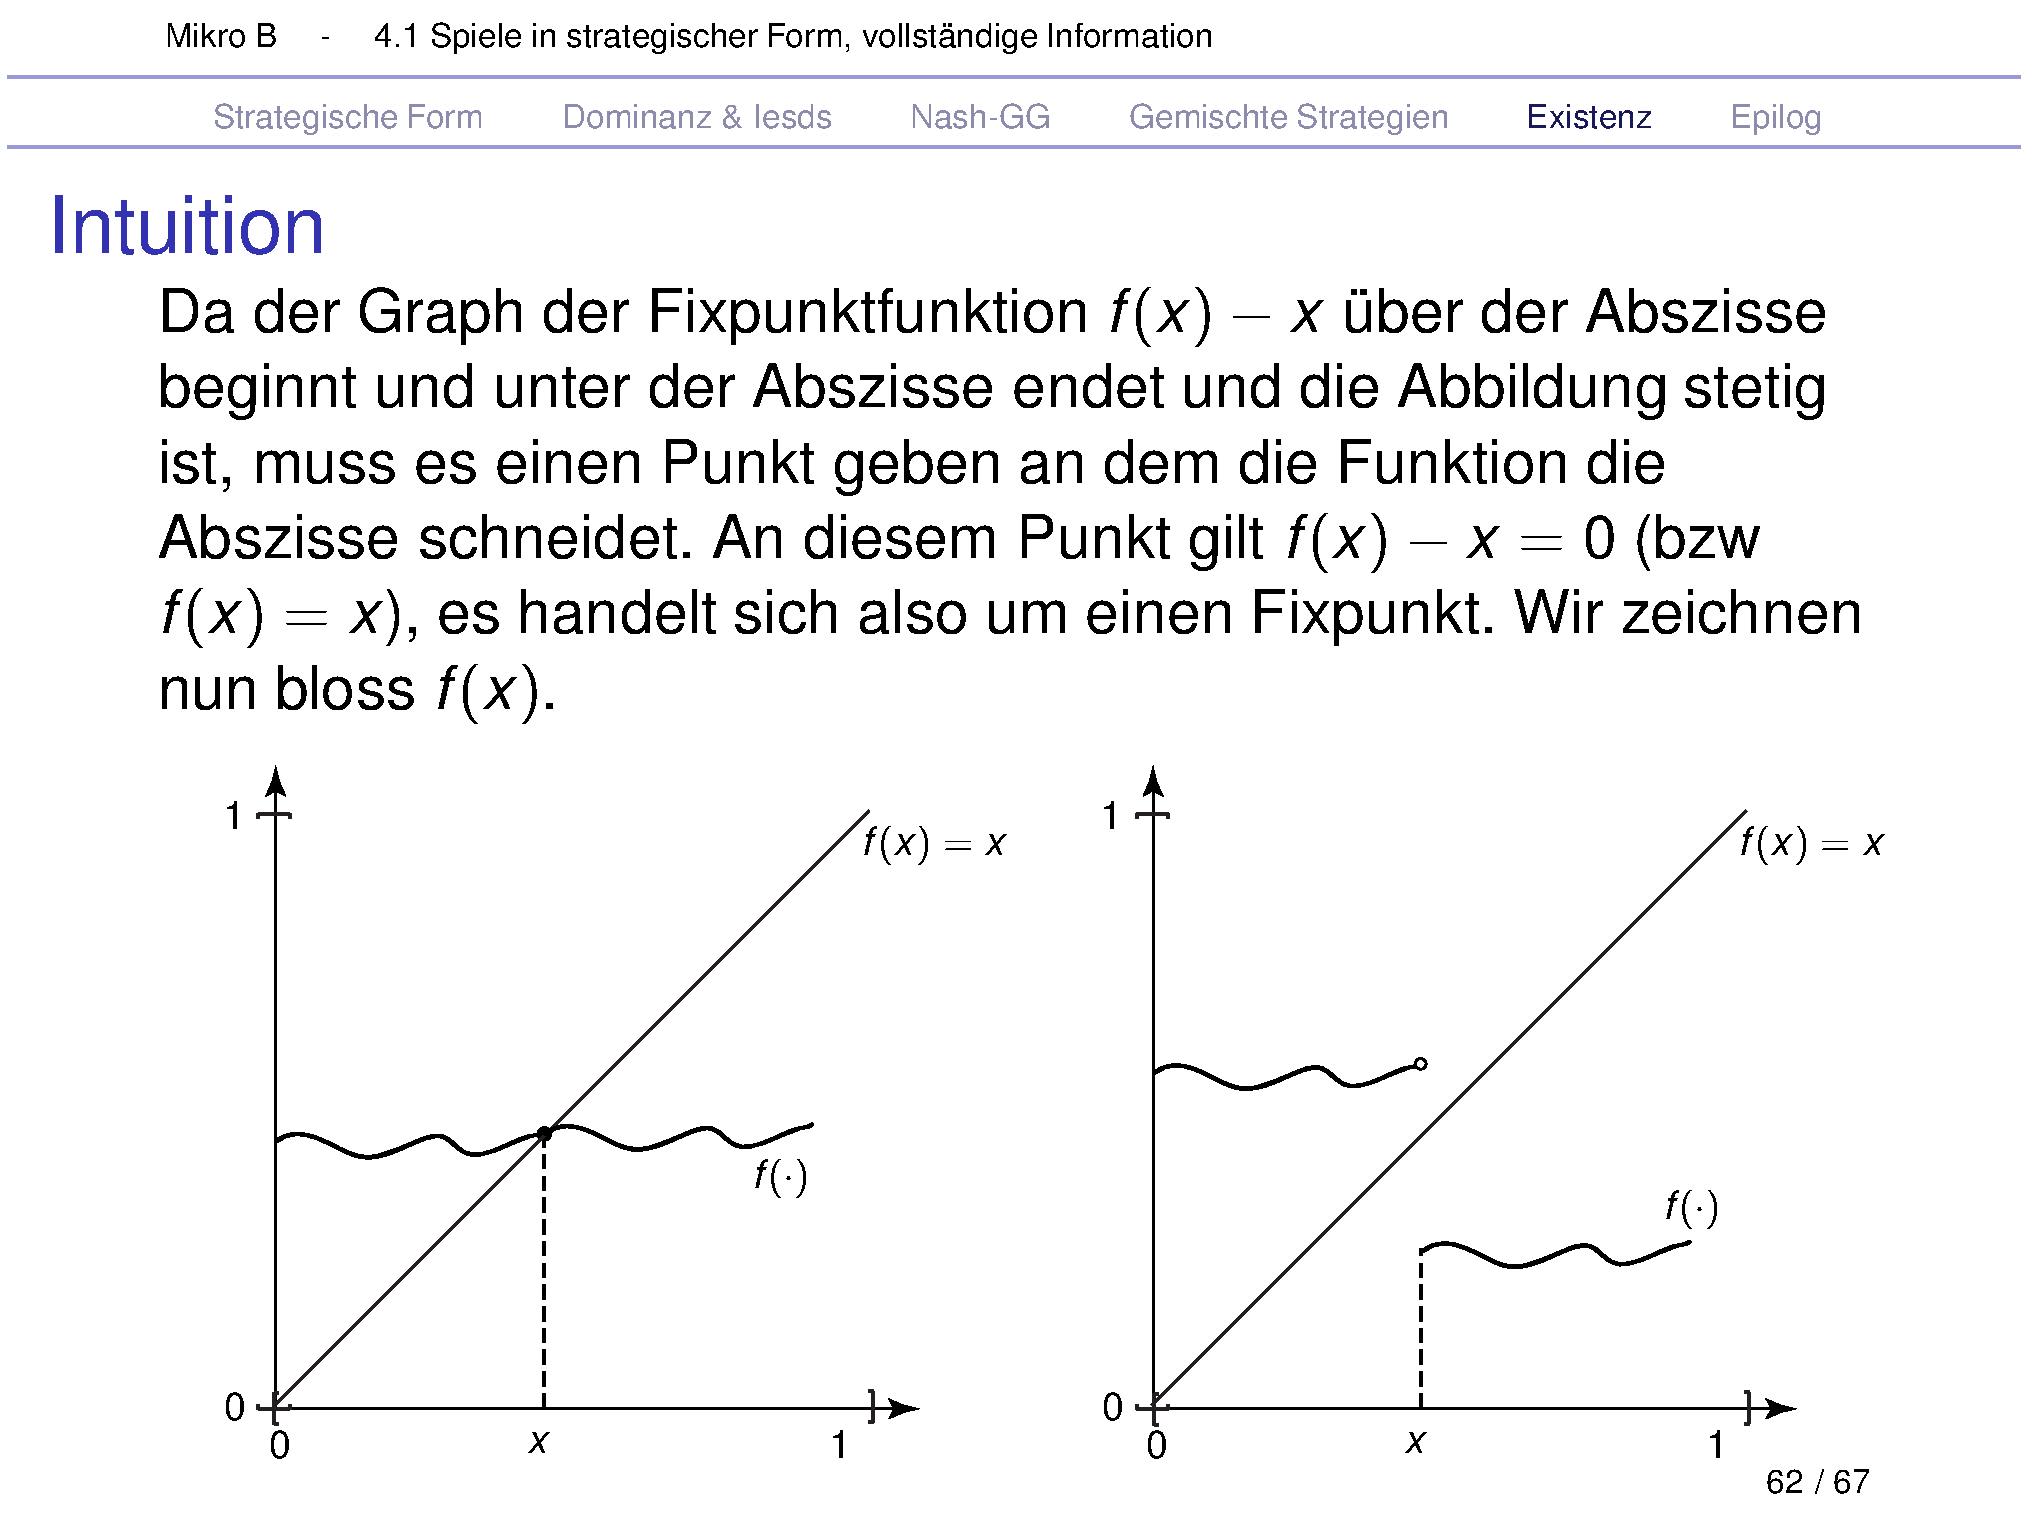 Mikro B - 4.1 Spiele in strategischer Form, vollständige Information
Strategische Form Dominanz & Iesds Nash-GG Gemischte Strategien Existenz Epilog
Intuition
Da der Graph der Fixpunktfunktion f(x) − x über der Abszisse
beginnt und unter der Abszisse endet und die Abbildung stetig
ist, muss es einen Punkt geben an dem die Funktion die
Abszisse schneidet. An diesem Punkt gilt f(x) − x = 0 (bzw
f(x) = x), es handelt sich also um einen Fixpunkt. Wir zeichnen
nun bloss f(x).
1
f(x) = x
f(·)
0
0 x 1
1
f(x) = x
f(·)
0
0 x 1
62 / 67